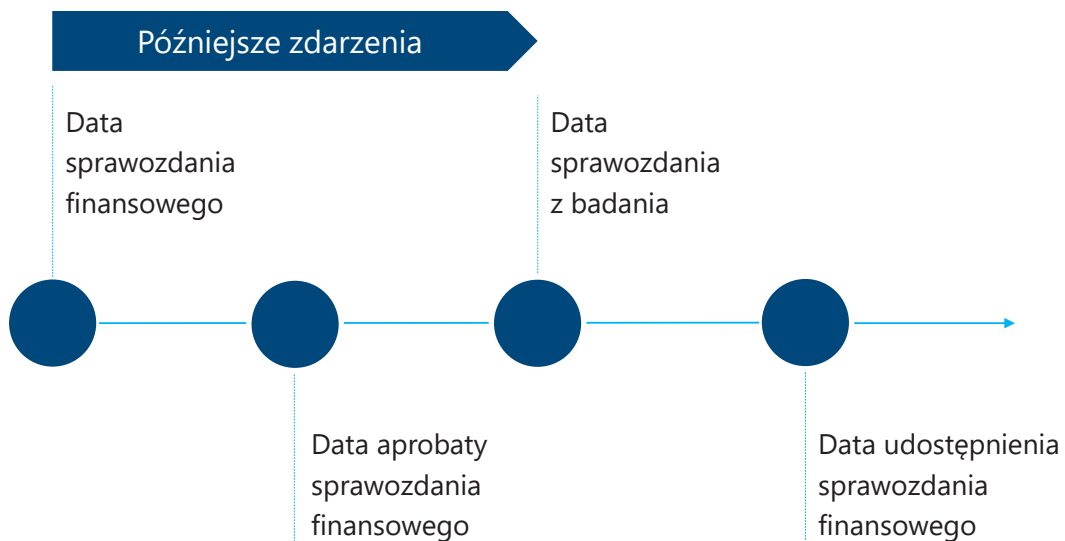 Późniejsze zdarzenia
Data
sprawozdania
finansowego
Data
sprawozdania
z badania
Data aprobaty
sprawozdania
finansowego
Data udostępnienia
sprawozdania
finansowego